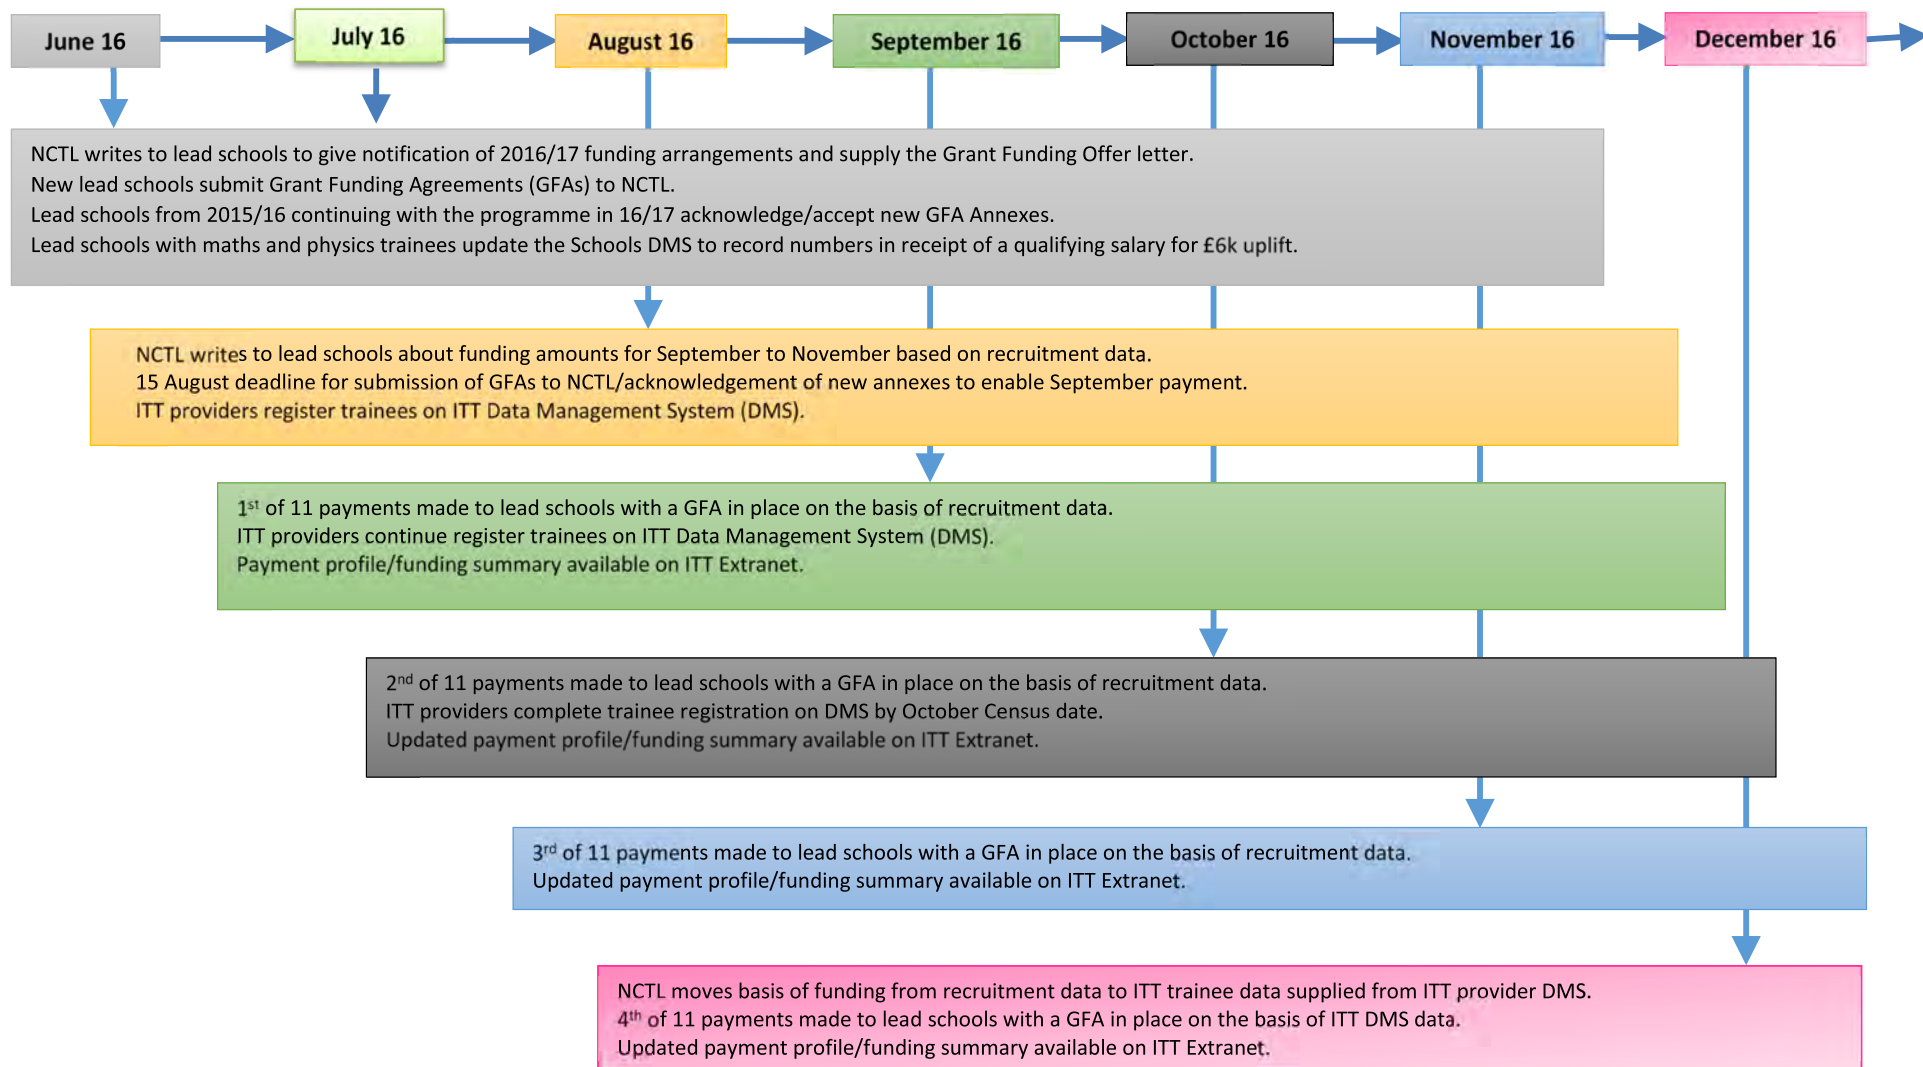 June 16
July 16
August 16
September 16
October 16
November 16
December 16
NCTL writes to lead schools to give notification of 2016/17 funding arrangements and supply the Grant Funding Offer letter.
New lead schools submit Grant Funding Agreements (GFAs) to NCTL.
Lead schools from 2015/16 continuing with the programme in 16/17 acknowledge/accept new GFA Annexes.
Lead schools with maths and physics trainees update the Schools DMS to record numbers in receipt of a qualifying salary for £6k uplift.
NCTL writes to lead schools about funding amounts for September to November based on recruitment data.
15 August deadline for submission of GFAs to NCTL/acknowledgement of new annexes to enable September payment.
ITT providers register trainees on ITT Data Management System (DMS).
1st of 11 payments made to lead schools with a GFA in place on the basis of recruitment data.
ITT providers continue register trainees on ITT Data Management System (DMS).
Payment profile/funding summary available on ITT Extranet.
2nd of 11 payments made to lead schools with a GFA in place on the basis of recruitment data.
ITT providers complete trainee registration on DMS by October Census date.
Updated payment profile/funding summary available on ITT Extranet.
3rd of 11 payments made to lead schools with a GFA in place on the basis of recruitment data.
Updated payment profile/funding summary available on ITT Extranet.
NCTL moves basis of funding from recruitment data to ITT trainee data supplied from ITT provider DMS.
4th of 11 payments made to lead schools with a GFA in place on the basis of ITT DMS data.
Updated payment profile/funding summary available on ITT Extranet.